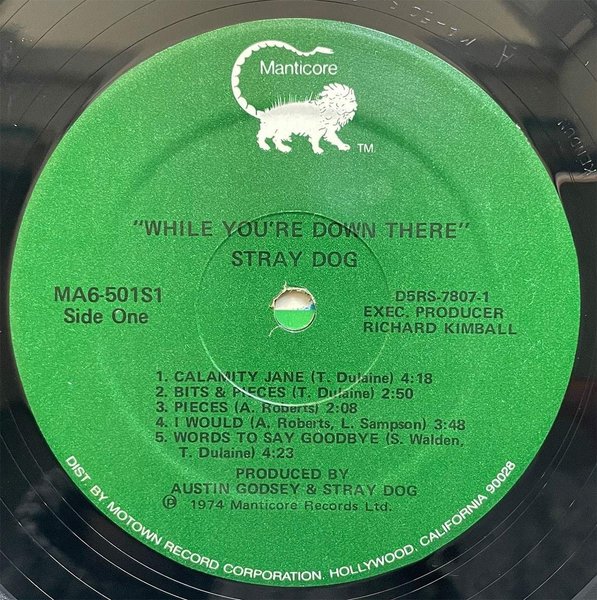 Manticore
TM
"WHILE YOU'RE DOWN THERE"
STRAY DOG
MA6-501S1
Side One
D5RS-7807-1
EXEC. PRODUCER
RICHARD KIMBALL
1. CALAMITY JANE (T. Dulaine) 4:18
2. BITS & PIECES (T. Dulaine) 2:50
3. PIECES (A. Roberts) 2:08
4. I WOULD (A. Roberts, L. Sampson) 3:48
5. WORDS TO SAY GOODBYE (S. Walden,
T. Dulaine) 4:23
PRODUCED BY
AUSTIN GODSEY & STRAY DOG
℗ 1974 Manticore Records Ltd.
DIST. BY MOTOWN RECORD CORPORATION. HOLLYWOOD. CALIFORNIA 90028